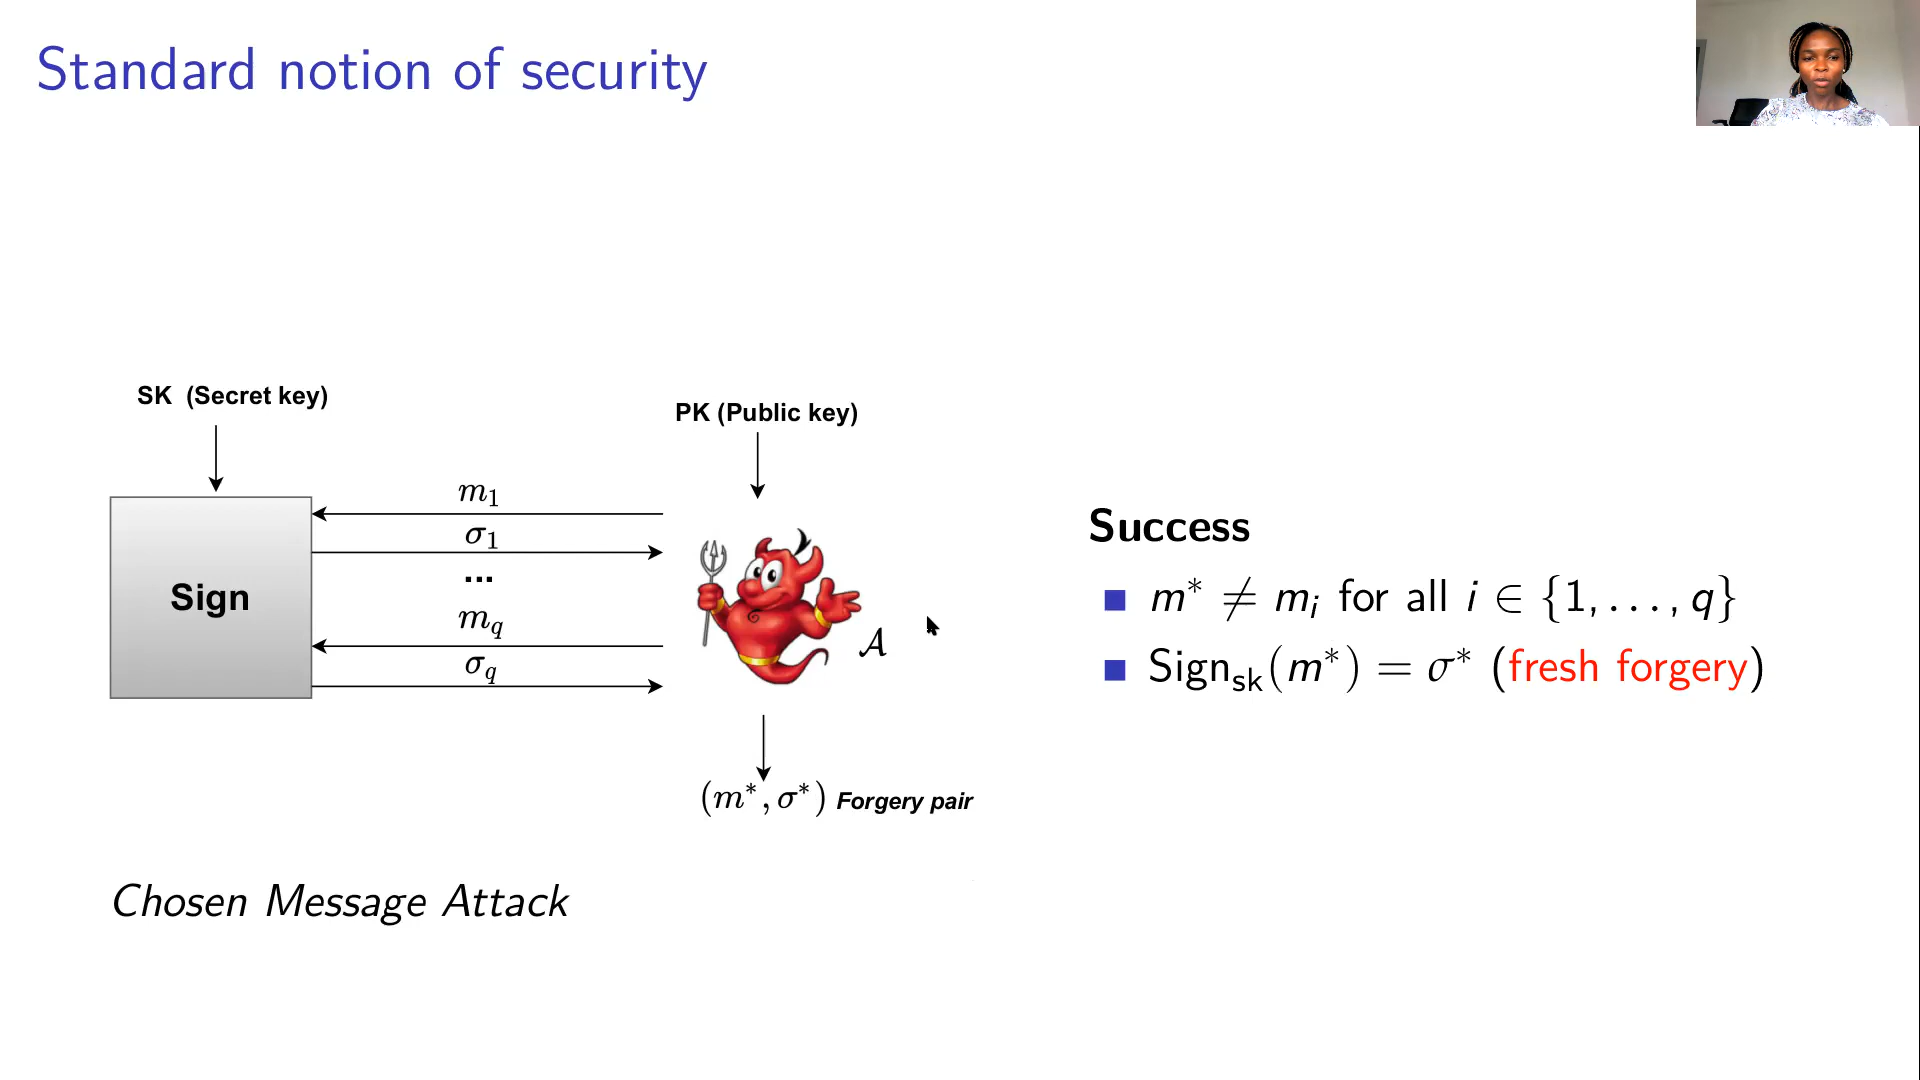 Standard notion of security
SK (Secret key)
PK (Public key)
m₁
σ₁
...
Sign
m_q
σ_q
𝒜
(m*, σ*) Forgery pair
Chosen Message Attack
Success
m* ≠ mᵢ for all i ∈ {1, . . . , q}
Sign_sk(m*) = σ* (fresh forgery)